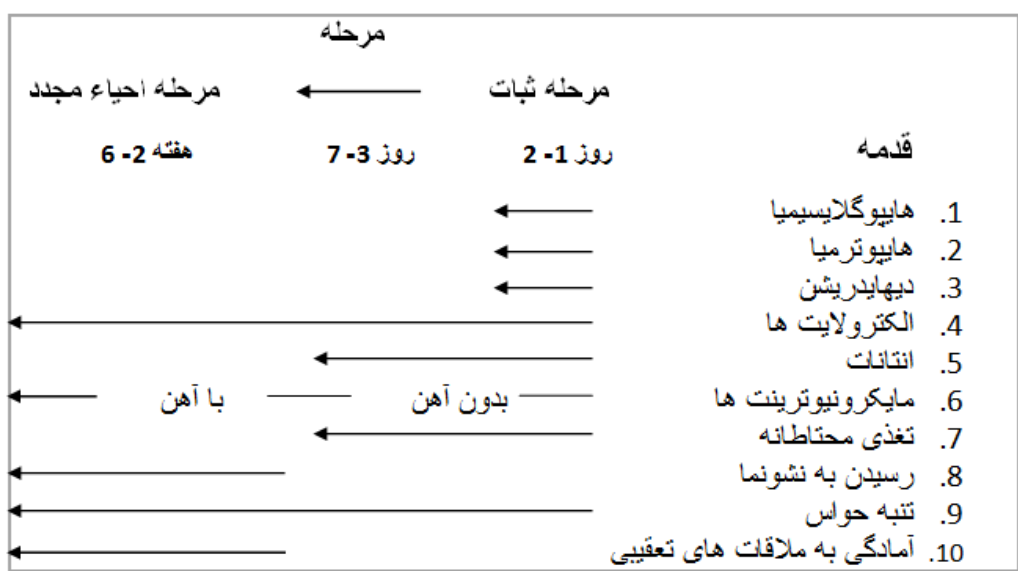 مرحله
مرحله ثبات مرحله احیاء مجدد
قدمه روز 1- 2 روز 3- 7 هفته 2- 6
1. هایپوگلایسیمیا
2. هایپوترمیا
3. دیهایدریشن
4. الکترولایت ها
5. انتانات
6. مایکرونیوترینت ها بدون آهن با آهن
7. تغذی محتاطانه
8. رسیدن به نشونما
9. تنبه حواس
10. آمادگی به ملاقات های تعقیبی